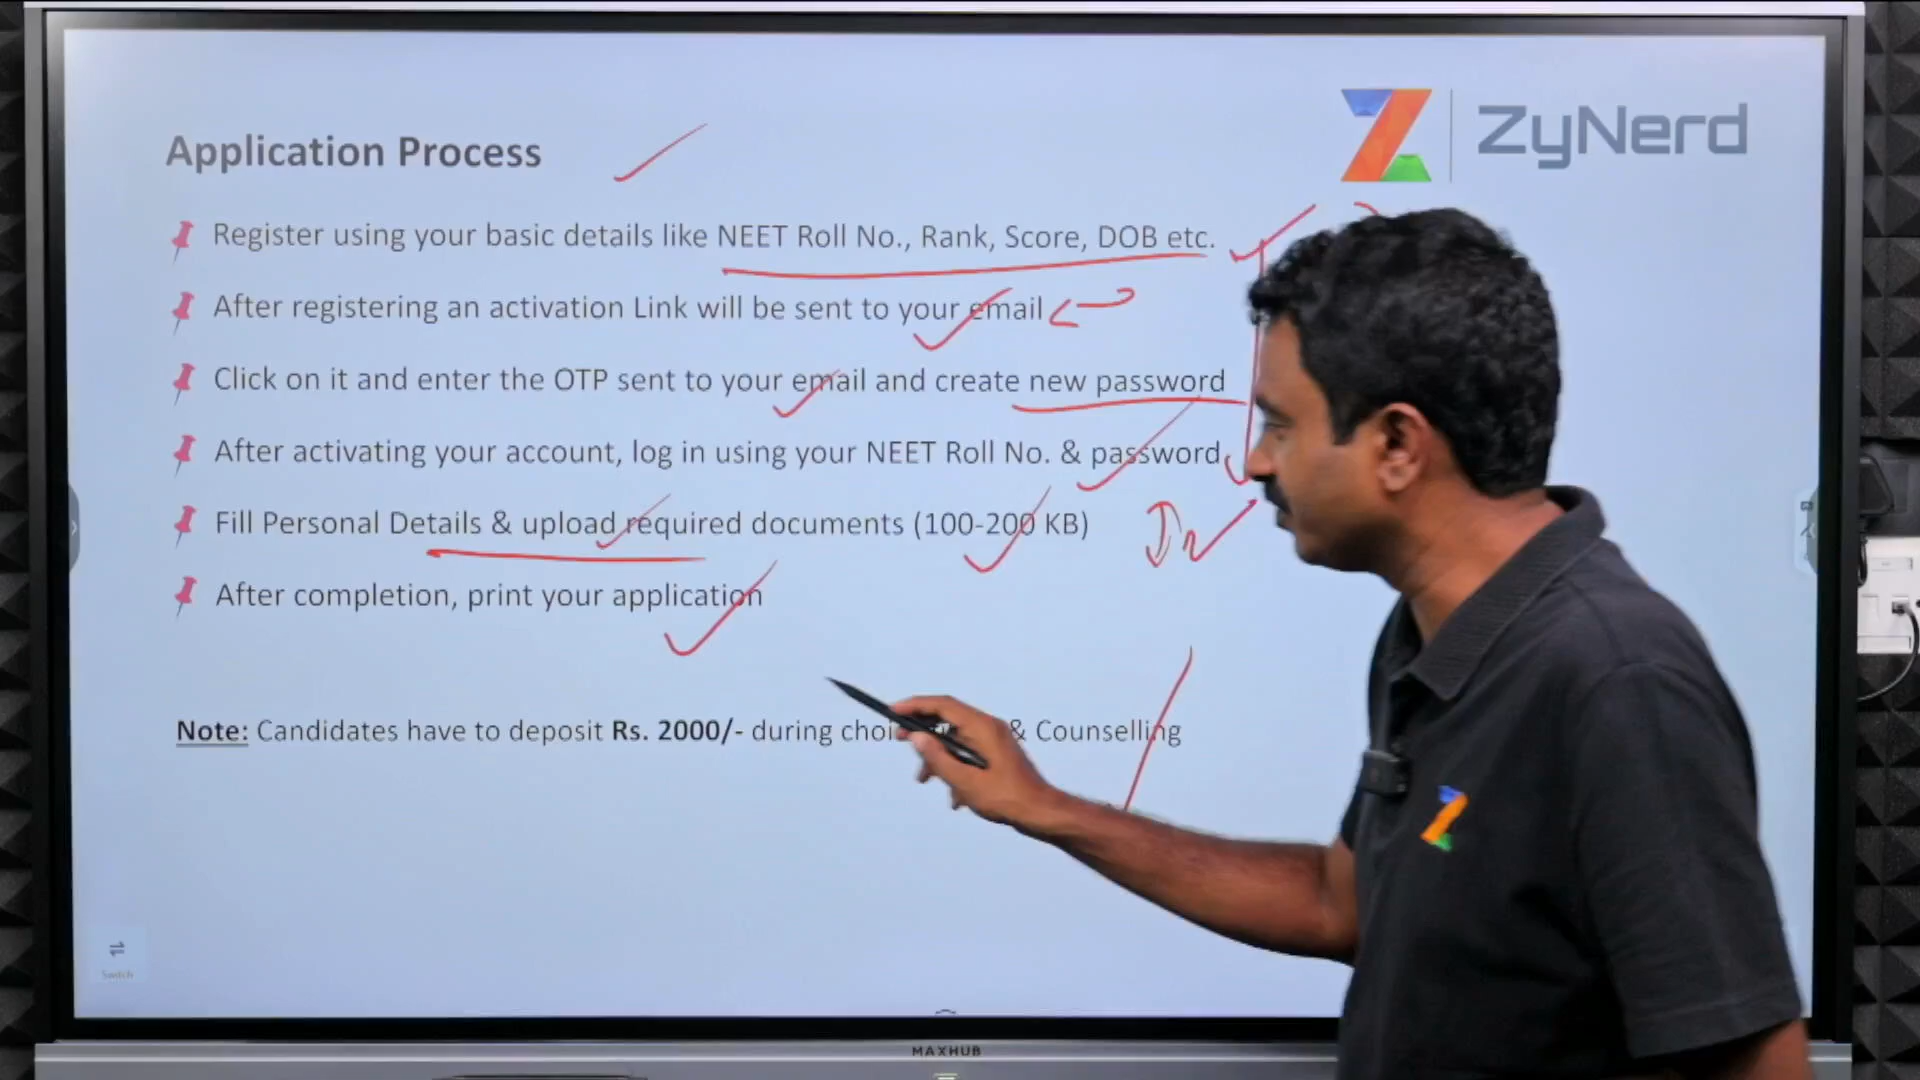 ZyNerd
Application Process
Register using your basic details like NEET Roll No., Rank, Score, DOB etc.
After registering an activation Link will be sent to your email
Click on it and enter the OTP sent to your email and create new password
After activating your account, log in using your NEET Roll No. & password
Fill Personal Details & upload required documents (100-200 KB)
After completion, print your application
Note: Candidates have to deposit Rs. 2000/- during & Counselling
Switch
MAXHUB